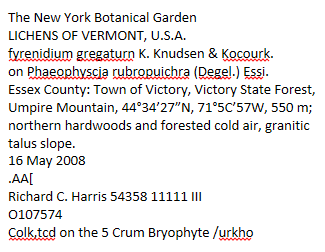 The New York Botanical Garden
LICHENS OF VERMONT, U.S.A.
fyrenidium gregaturn K. Knudsen & Kocourk.
on Phaeophyscja rubropuichra (Degel.) Essi.
Essex County: Town of Victory, Victory State Forest,
Umpire Mountain, 44°34’27”N, 71°5C’57W, 550 m;
northern hardwoods and forested cold air, granitic
talus slope.
16 May 2008
.AA[
Richard C. Harris 54358 11111 III
O107574
Colk,tcd on the 5 Crum Bryophyte /urkho